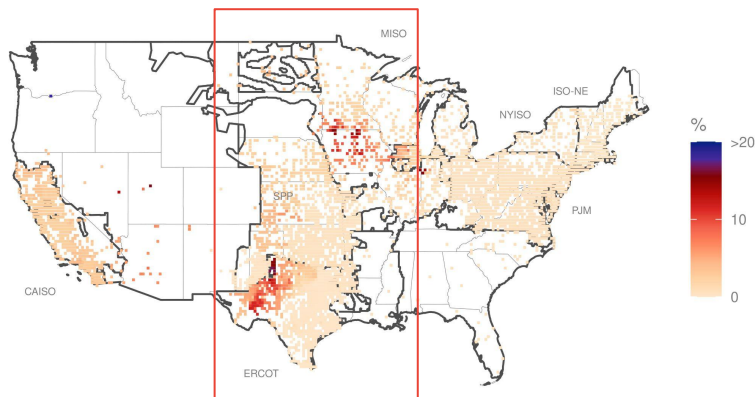 MISO
ISO-NE
NYISO
%
>20
SPP
PJM
10
CAISO
0
ERCOT